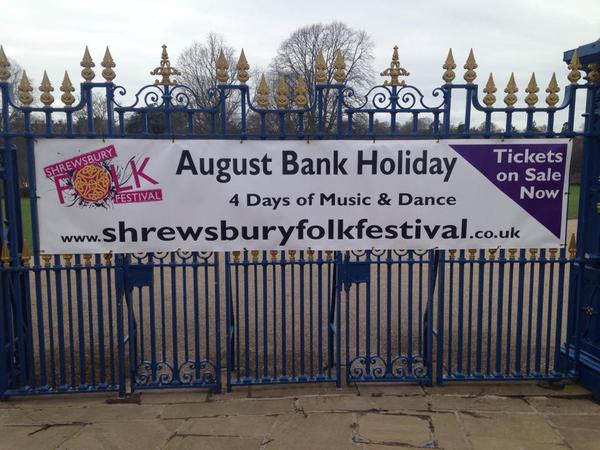 SHREWSBURY
FOLK
FESTIVAL
August Bank Holiday
4 Days of Music & Dance
www.shrewsburyfolkfestival.co.uk
Tickets
on Sale
Now